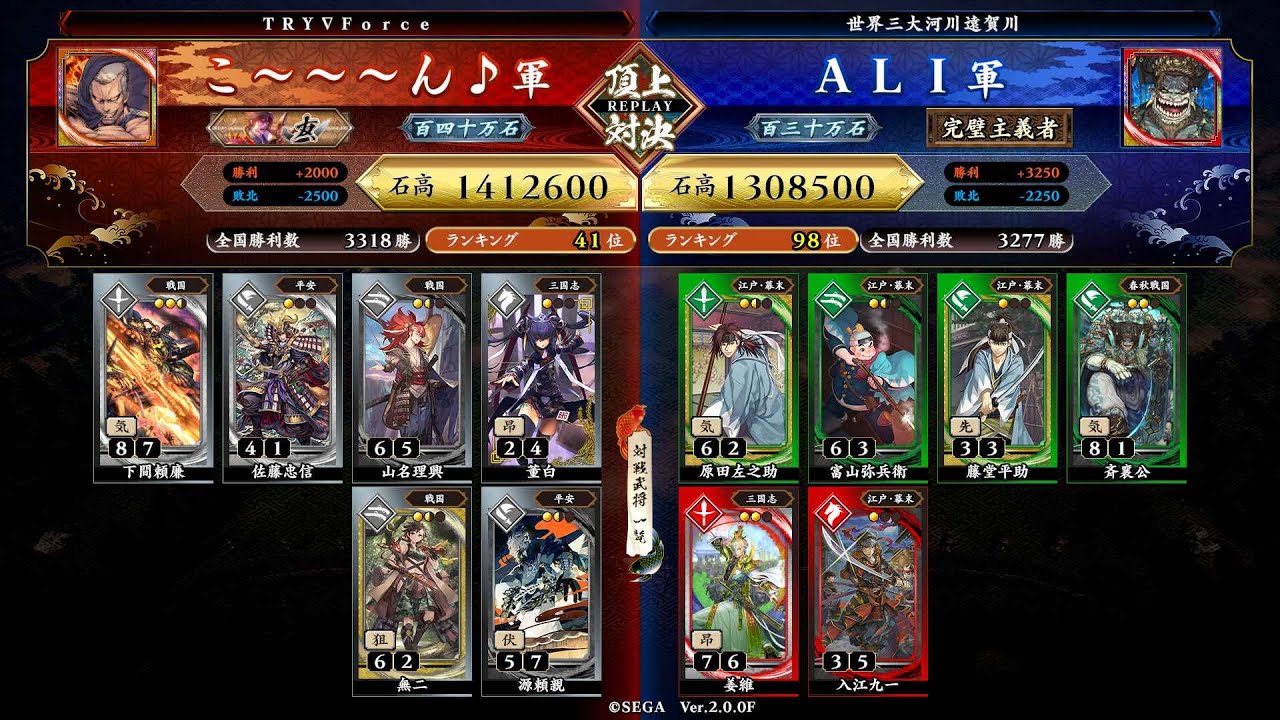 TRY∇Force
世界三大河川遠賀川
こ～～～ん♪軍
頂上
REPLAY
対決
ALI軍
玄
百四十万石
百三十万石
完璧主義者
勝利 +2000
敗北 -2500
石高 1412600
石高 1308500
勝利 +3250
敗北 -2250
全国勝利数 3318勝
ランキング 41位
ランキング 98位
全国勝利数 3277勝
戦国
平安
戦国
三国志
江戸・幕末
江戸・幕末
江戸・幕末
春秋戦国
気
昂
気
先
気
8 7
4 1
6 5
2 4
6 2
6 3
3 3
8 1
下間頼廉
佐藤忠信
山名理興
董白
原田左之助
富山弥兵衛
藤堂平助
斉襄公
対戦武将一覧
戦国
平安
三国志
江戸・幕末
狙
伏
昂
6 2
5 7
7 6
3 5
無二
源頼親
姜維
入江九一
©SEGA Ver.2.0.0F